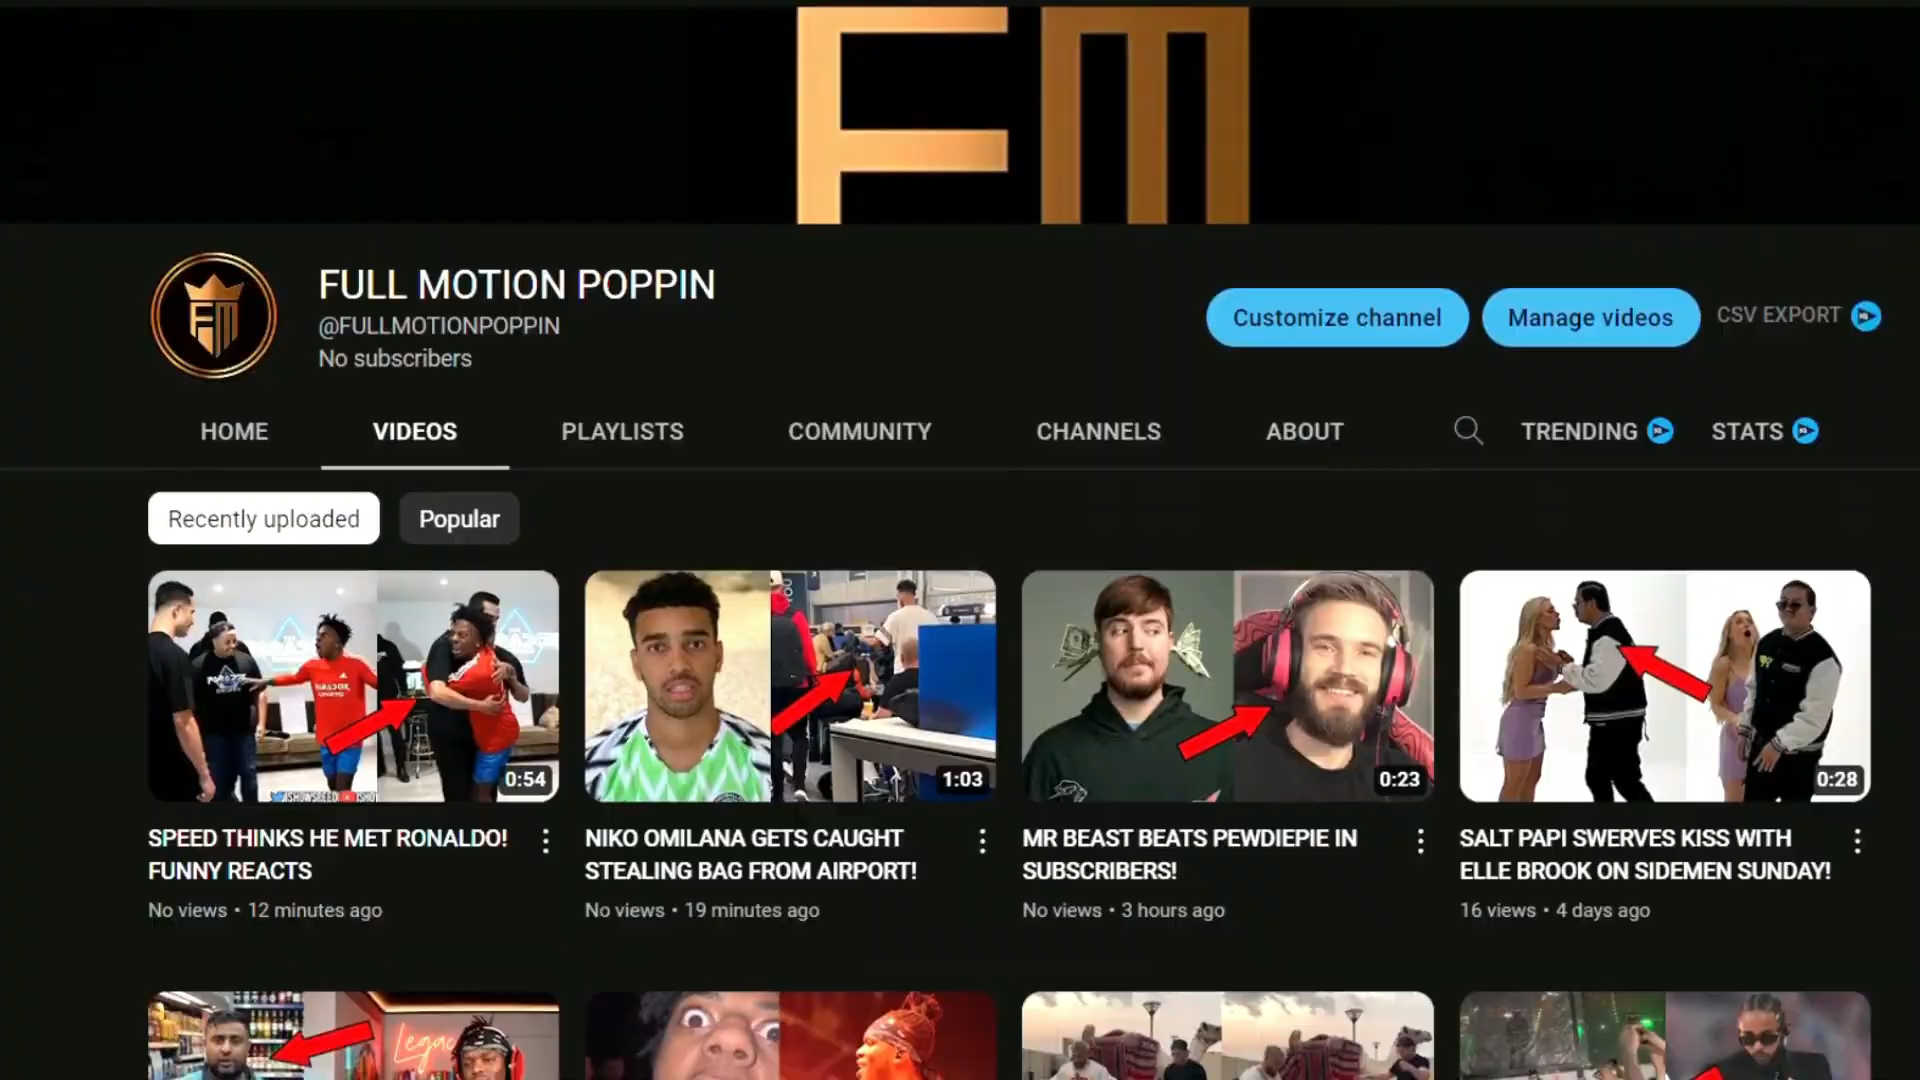 FM
FULL MOTION POPPIN
@FULLMOTIONPOPPIN
No subscribers
FM
Customize channel
Manage videos
CSV EXPORT
HOME
VIDEOS
PLAYLISTS
COMMUNITY
CHANNELS
ABOUT
TRENDING
STATS
Recently uploaded
Popular
0:54
1:03
0:23
0:28
SPEED THINKS HE MET RONALDO!
FUNNY REACTS
No views • 12 minutes ago
NIKO OMILANA GETS CAUGHT
STEALING BAG FROM AIRPORT!
No views • 19 minutes ago
MR BEAST BEATS PEWDIEPIE IN
SUBSCRIBERS!
No views • 3 hours ago
SALT PAPI SWERVES KISS WITH
ELLE BROOK ON SIDEMEN SUNDAY!
16 views • 4 days ago